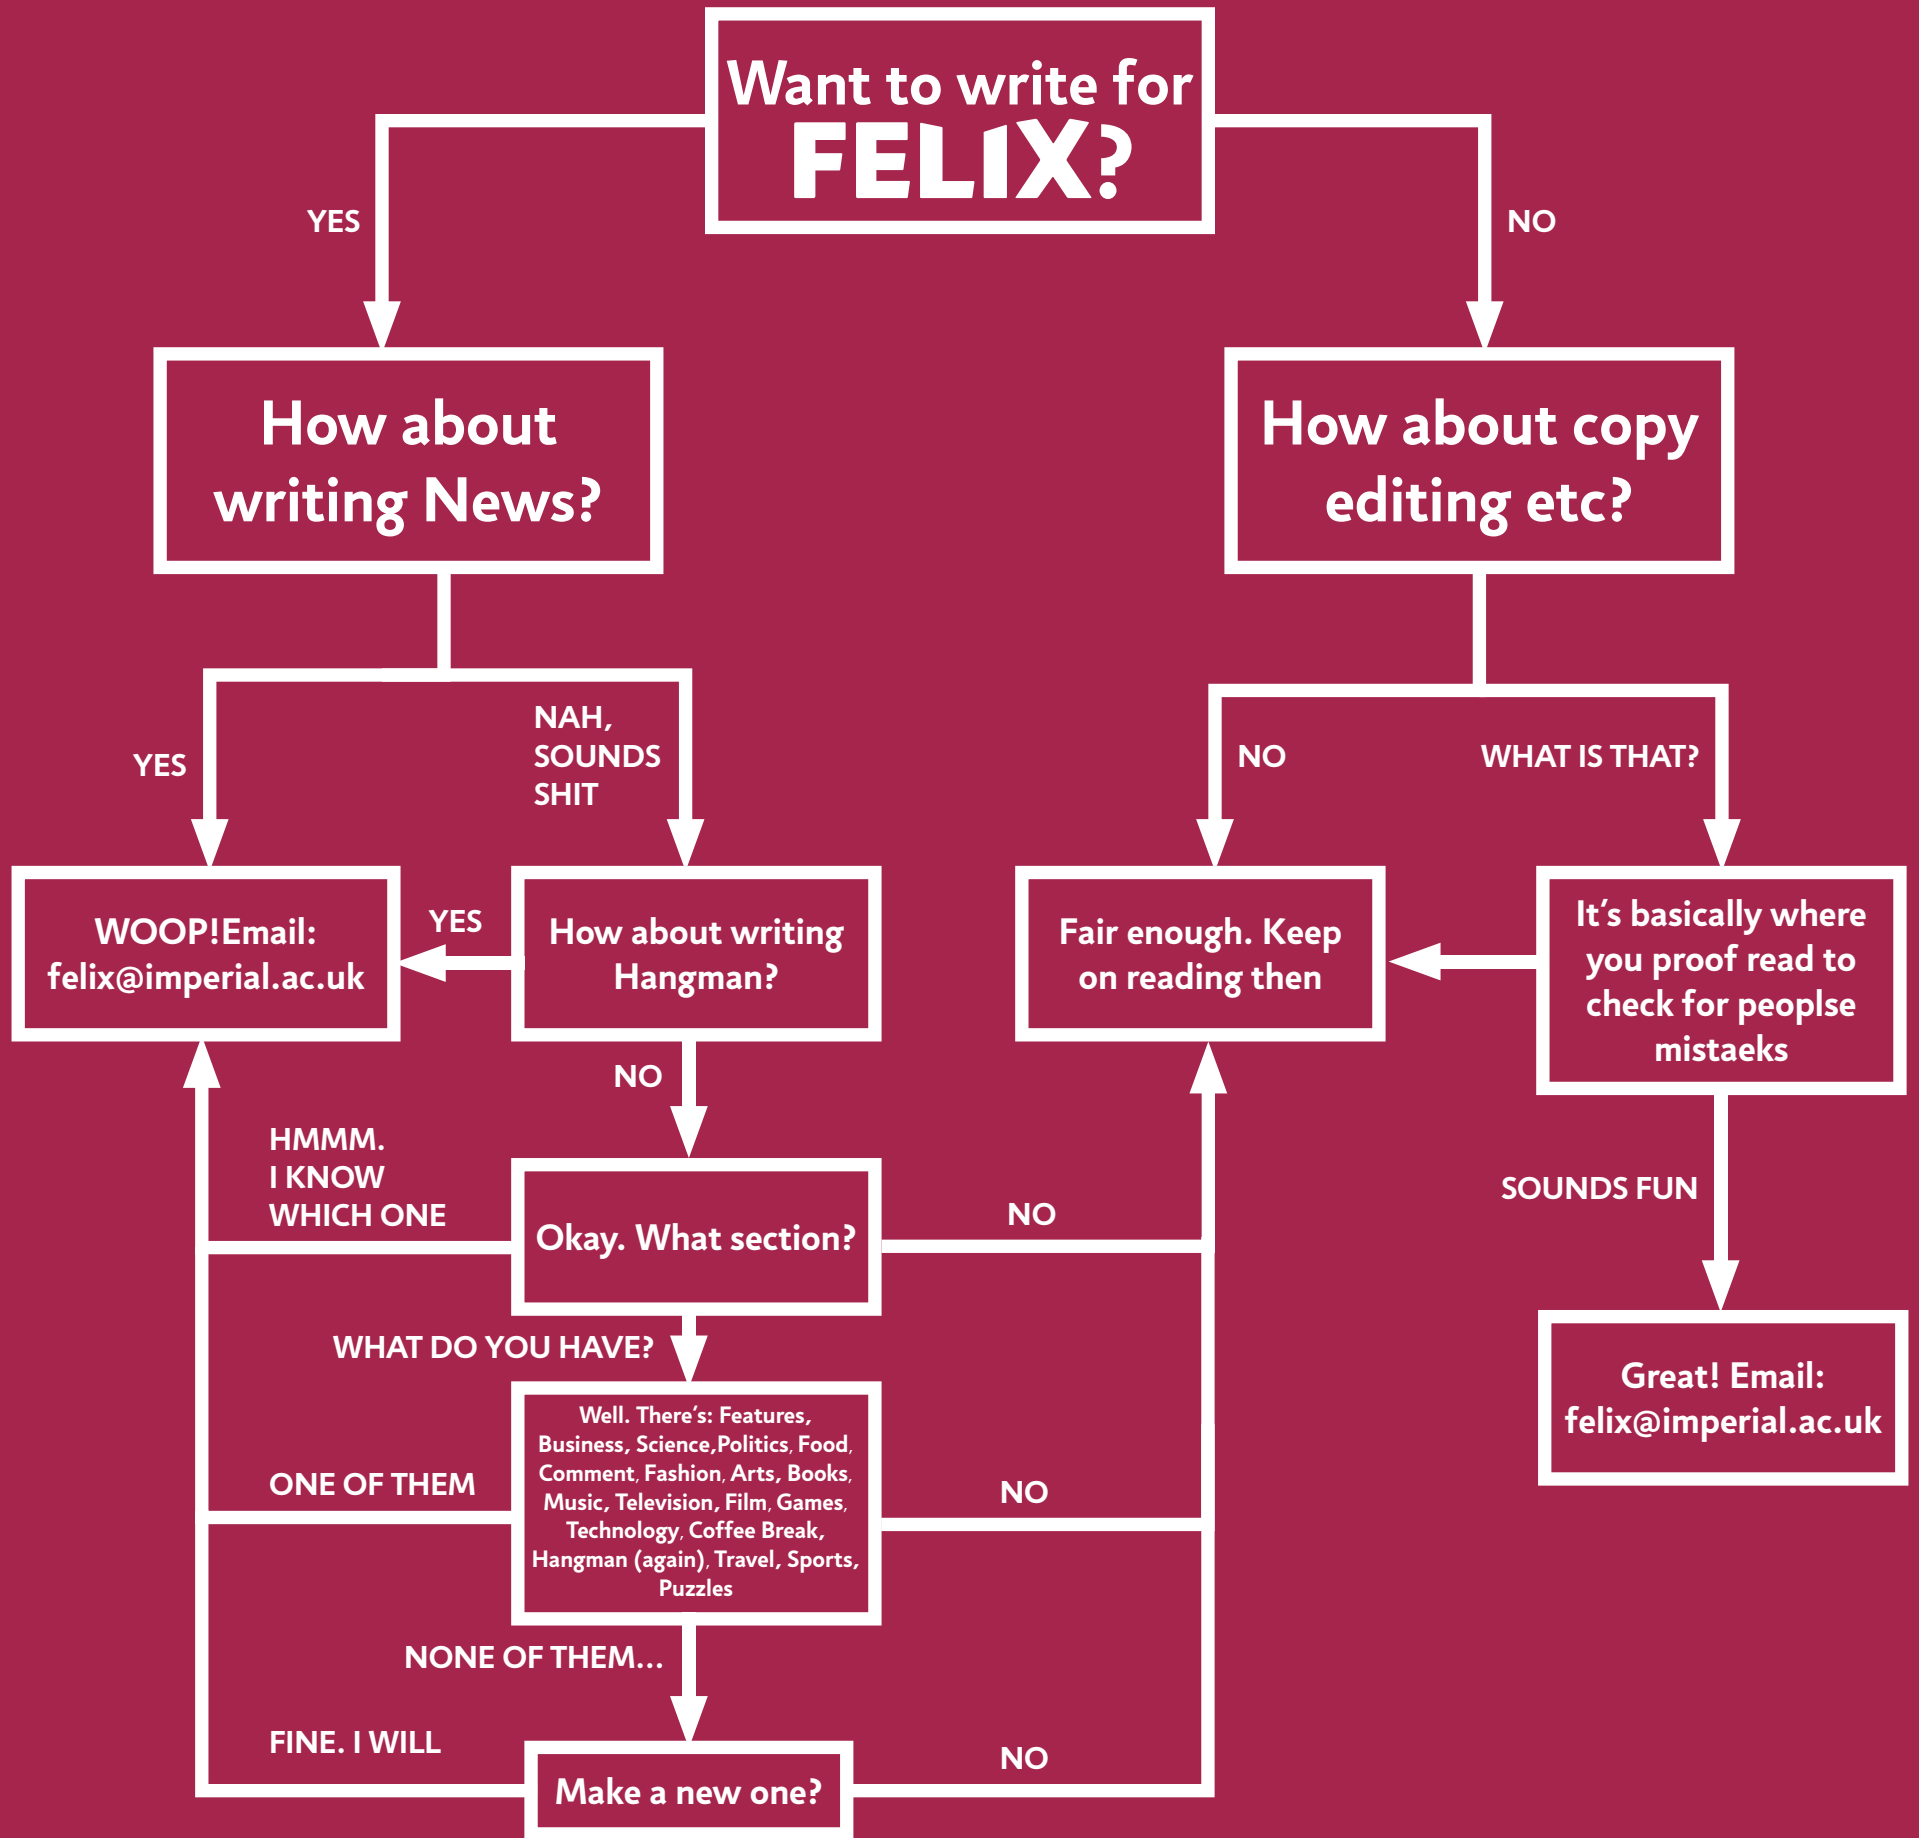 Want to write for
FELIX?
YES
NO
How about
writing News?
How about copy
editing etc?
YES
NAH,
SOUNDS
SHIT
NO
WHAT IS THAT?
WOOP!Email:
felix@imperial.ac.uk
YES
How about writing
Hangman?
Fair enough. Keep
on reading then
It's basically where
you proof read to
check for peoplse
mistaeks
NO
HMMM.
I KNOW
WHICH ONE
Okay. What section?
NO
SOUNDS FUN
WHAT DO YOU HAVE?
Great! Email:
felix@imperial.ac.uk
Well. There's: Features,
Business, Science,Politics, Food,
Comment, Fashion, Arts, Books,
Music, Television, Film, Games,
Technology, Coffee Break,
Hangman (again), Travel, Sports,
Puzzles
ONE OF THEM
NO
NONE OF THEM...
FINE. I WILL
NO
Make a new one?